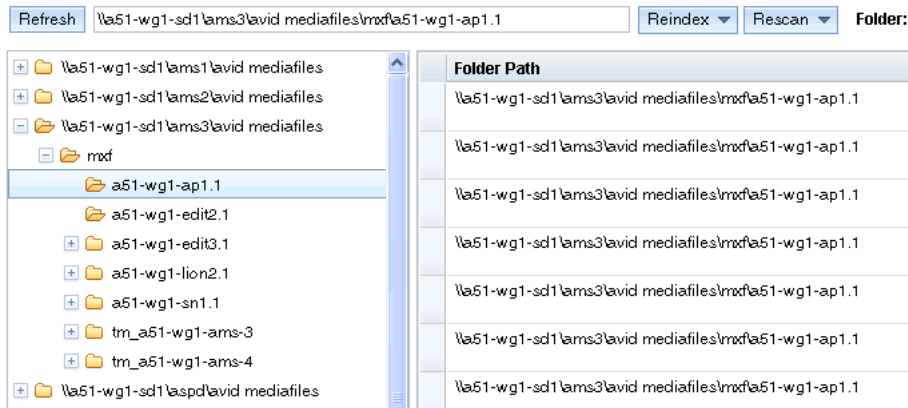 Refresh \\a51-wg1-sd1\ams3\avid mediafiles\mxf\a51-wg1-ap1.1 Reindex Rescan Folder:
\\a51-wg1-sd1\ams1\avid mediafiles
\\a51-wg1-sd1\ams2\avid mediafiles
\\a51-wg1-sd1\ams3\avid mediafiles
mxf
a51-wg1-ap1.1
a51-wg1-edit2.1
a51-wg1-edit3.1
a51-wg1-lion2.1
a51-wg1-sn1.1
tm_a51-wg1-ams-3
tm_a51-wg1-ams-4
\\a51-wg1-sd1\aspd\avid mediafiles
Folder Path
\\a51-wg1-sd1\ams3\avid mediafiles\mxf\a51-wg1-ap1.1
\\a51-wg1-sd1\ams3\avid mediafiles\mxf\a51-wg1-ap1.1
\\a51-wg1-sd1\ams3\avid mediafiles\mxf\a51-wg1-ap1.1
\\a51-wg1-sd1\ams3\avid mediafiles\mxf\a51-wg1-ap1.1
\\a51-wg1-sd1\ams3\avid mediafiles\mxf\a51-wg1-ap1.1
\\a51-wg1-sd1\ams3\avid mediafiles\mxf\a51-wg1-ap1.1
\\a51-wg1-sd1\ams3\avid mediafiles\mxf\a51-wg1-ap1.1